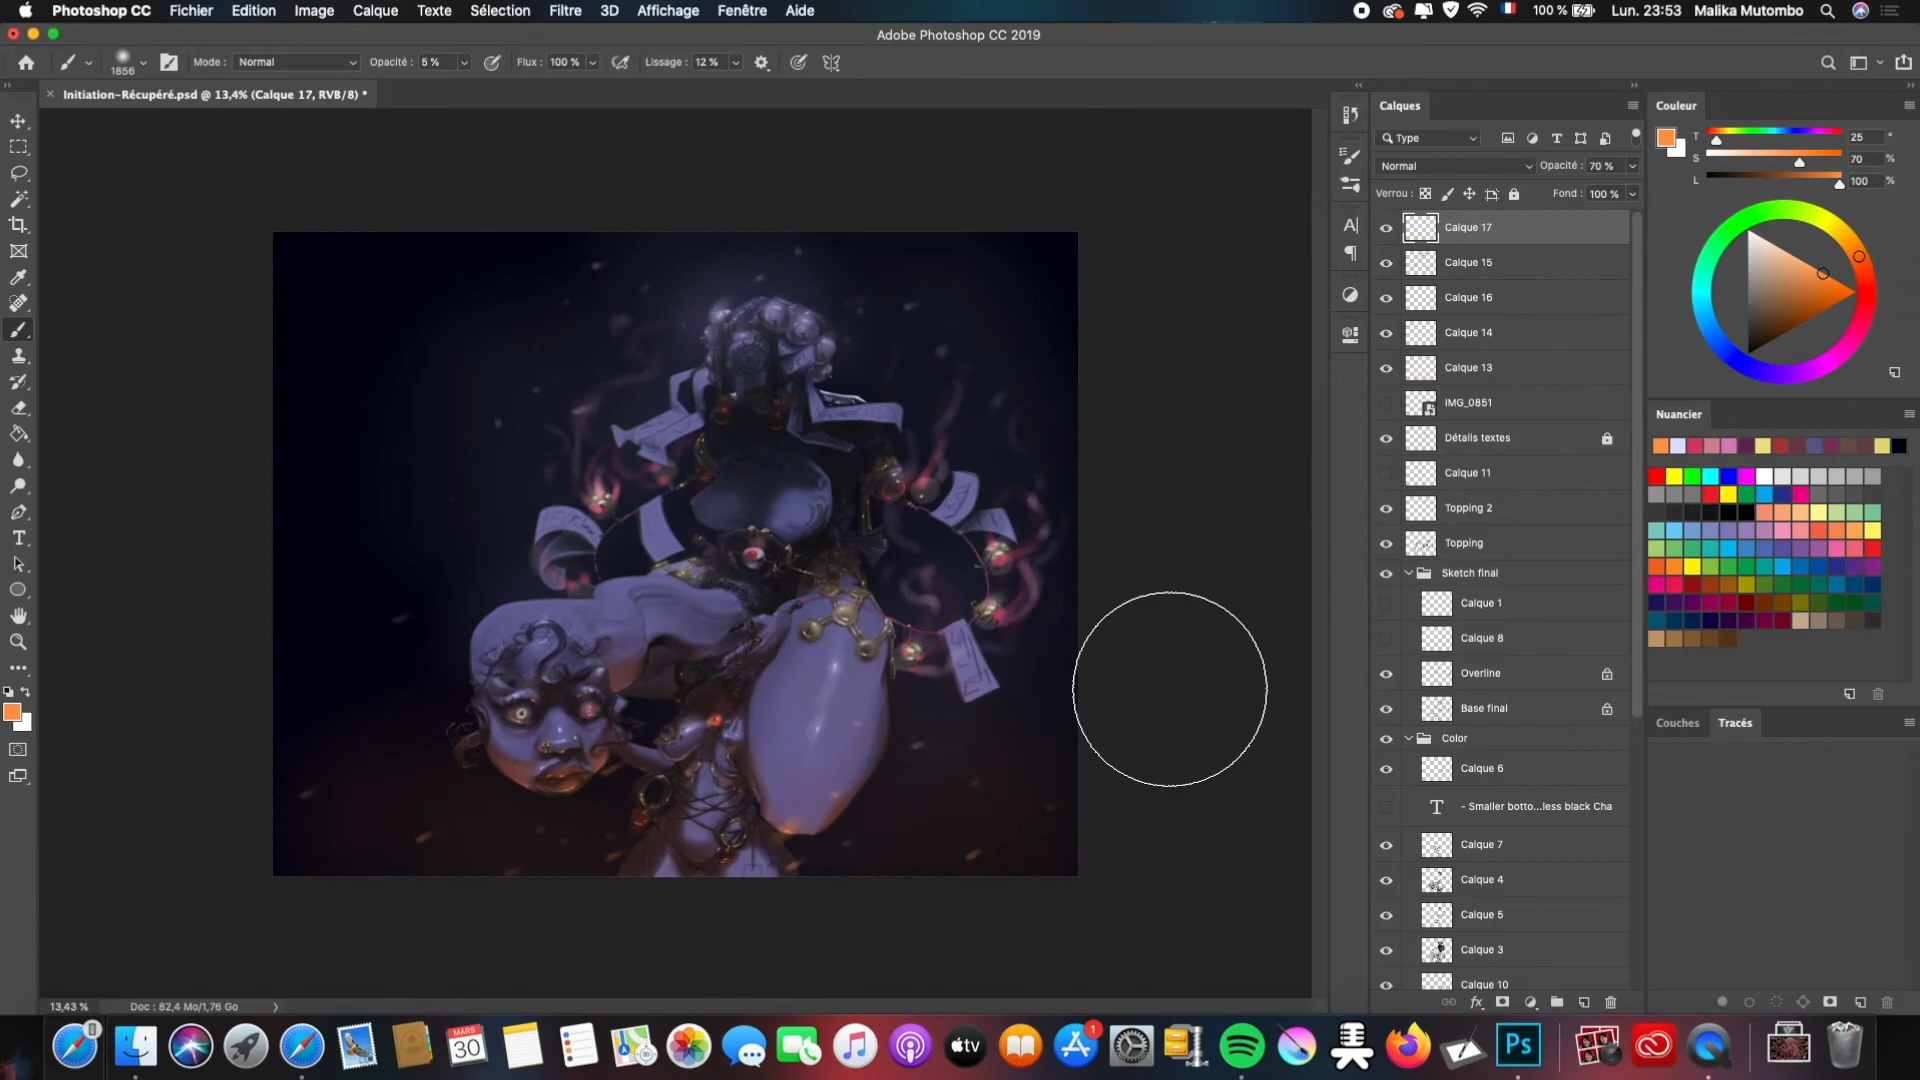 Photoshop CC Fichier Edition Image Calque Texte Sélection Filtre 3D Affichage Fenêtre Aide 100 % Lun. 23:53 Malika Mutombo
Adobe Photoshop CC 2019
1856 Mode : Normal Opacité : 5 % Flux : 100 % Lissage : 12 %
Initiation-Récupéré.psd @ 13,4% (Calque 17, RVB/8) *
Calques
Type
Normal Opacité : 70 %
Verrou : Fond : 100 %
Calque 17
Calque 15
Calque 16
Calque 14
Calque 13
IMG_0851
Détails textes
Calque 11
Topping 2
Topping
Sketch final
Calque 1
Calque 8
Overline
Base final
Color
Calque 6
- Smaller botto...less black Cha
Calque 7
Calque 4
Calque 5
Calque 3
Calque 10
fx
Couleur
T 25 °
S 70 %
L 100 %
Nuancier
Couches Tracés
13,43 % Doc : 82,4 Mo/1,76 Go
MARS
30
tv
1
Ps